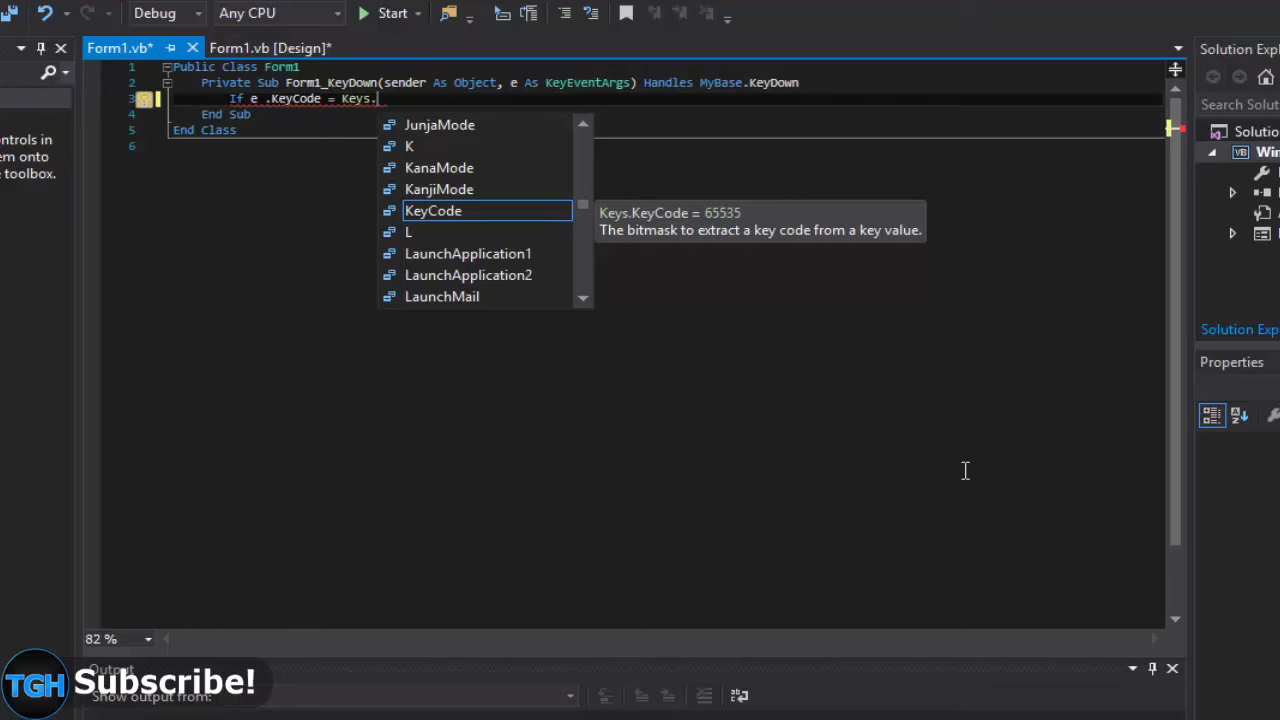 Debug
Any CPU
Start
Form1.vb*
Form1.vb [Design]*
Solution Expl
1 Public Class Form1
2 Private Sub Form1_KeyDown(sender As Object, e As KeyEventArgs) Handles MyBase.KeyDown
3 If e .KeyCode = Keys.
4 End Sub
5 End Class
6
ontrols in
em onto
e toolbox.
JunjaMode
K
KanaMode
KanjiMode
KeyCode
L
LaunchApplication1
LaunchApplication2
LaunchMail
Keys.KeyCode = 65535
The bitmask to extract a key code from a key value.
Search Solut
Solutio
VB Win
Solution Exp
Properties
82 %
Output
Show output from:
TGH Subscribe!